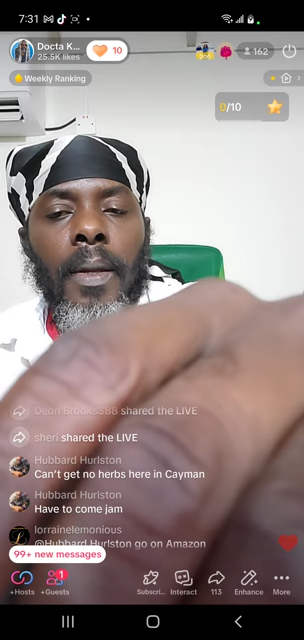 7:31
Docta K...
25.5K likes
10
162
Weekly Ranking
0/10
Deon Brooks388 shared the LIVE
sheri shared the LIVE
Hubbard Hurlston
Can't get no herbs here in Cayman
Hubbard Hurlston
Have to come jam
lorrainelemonious
@Hubbard Hurlston go on Amazon
99+ new messages
1
+Hosts
+Guests
Subscri...
Interact
113
Enhance
More